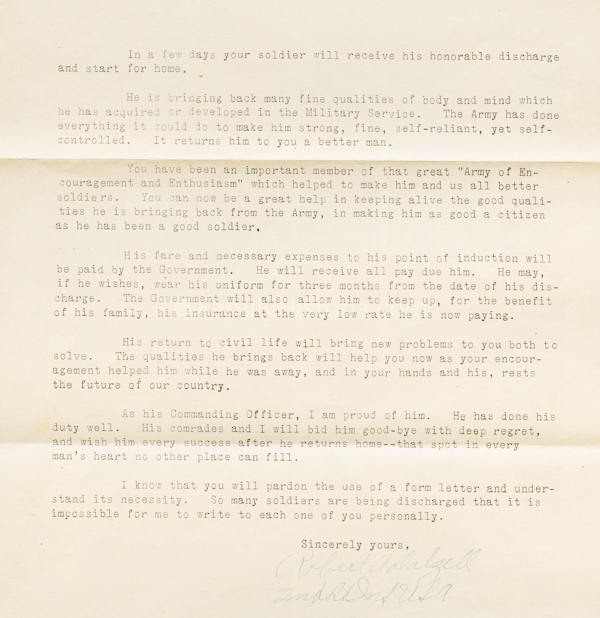 In a few days your soldier will receive his honorable discharge
and start for home.
He is bringing back many fine qualities of body and mind which
he has acquired or developed in the Military Service. The Army has done
everything it could do to make him strong, fine, self-reliant, yet self-
controlled. It returns him to you a better man.
You have been an important member of that great "Army of En-
couragement and Enthusiasm" which helped to make him and us all better
soldiers. You can now be a great help in keeping alive the good quali-
ties he is bringing back from the Army, in making him as good a citizen
as he has been a good soldier.
His fare and necessary expenses to his point of induction will
be paid by the Government. He will receive all pay due him. He may,
if he wishes, wear his uniform for three months from the date of his dis-
charge. The Government will also allow him to keep up, for the benefit
of his family, his insurance at the very low rate he is now paying.
His return to civil life will bring new problems to you both to
solve. The qualities he brings back will help you now as your encour-
agement helped him while he was away, and in your hands and his, rests
the future of our country.
As his Commanding Officer, I am proud of him. He has done his
duty well. His comrades and I will bid him good-bye with deep regret,
and wish him every success after he returns home--that spot in every
man's heart no other place can fill.
I know that you will pardon the use of a form letter and under-
stand its necessity. So many soldiers are being discharged that it is
impossible for me to write to each one of you personally.
Sincerely yours,
Robert Dalzell
2nd Lt Inf USA